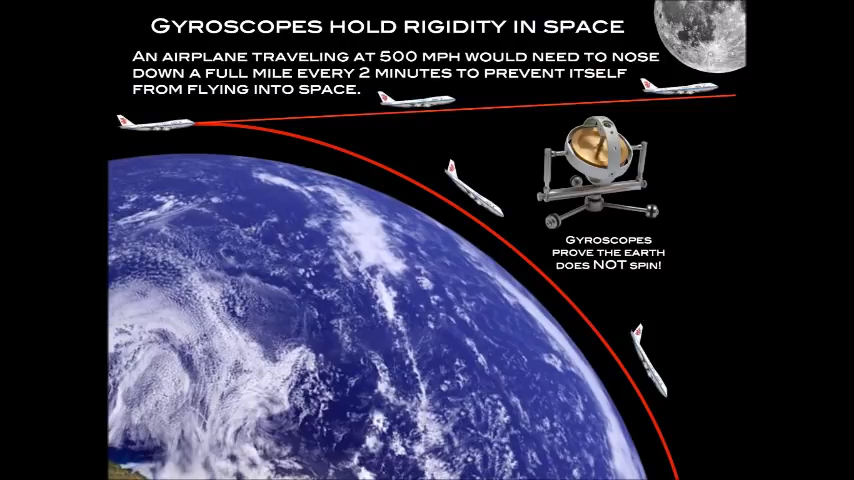 Gyroscopes hold rigidity in space
An airplane traveling at 500 mph would need to nose
down a full mile every 2 minutes to prevent itself
from flying into space.
Gyroscopes
prove the earth
does NOT spin!